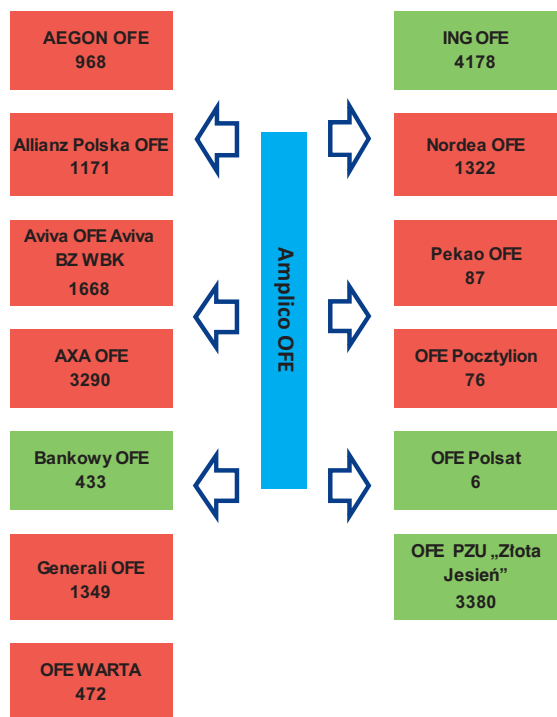 AEGON OFE
968
Allianz Polska OFE
1171
Aviva OFE Aviva
BZ WBK
1668
AXA OFE
3290
Bankowy OFE
433
Generali OFE
1349
OFE WARTA
472
Amplico OFE
ING OFE
4178
Nordea OFE
1322
Pekao OFE
87
OFE Pocztylion
76
OFE Polsat
6
OFE PZU „Złota
Jesień”
3380